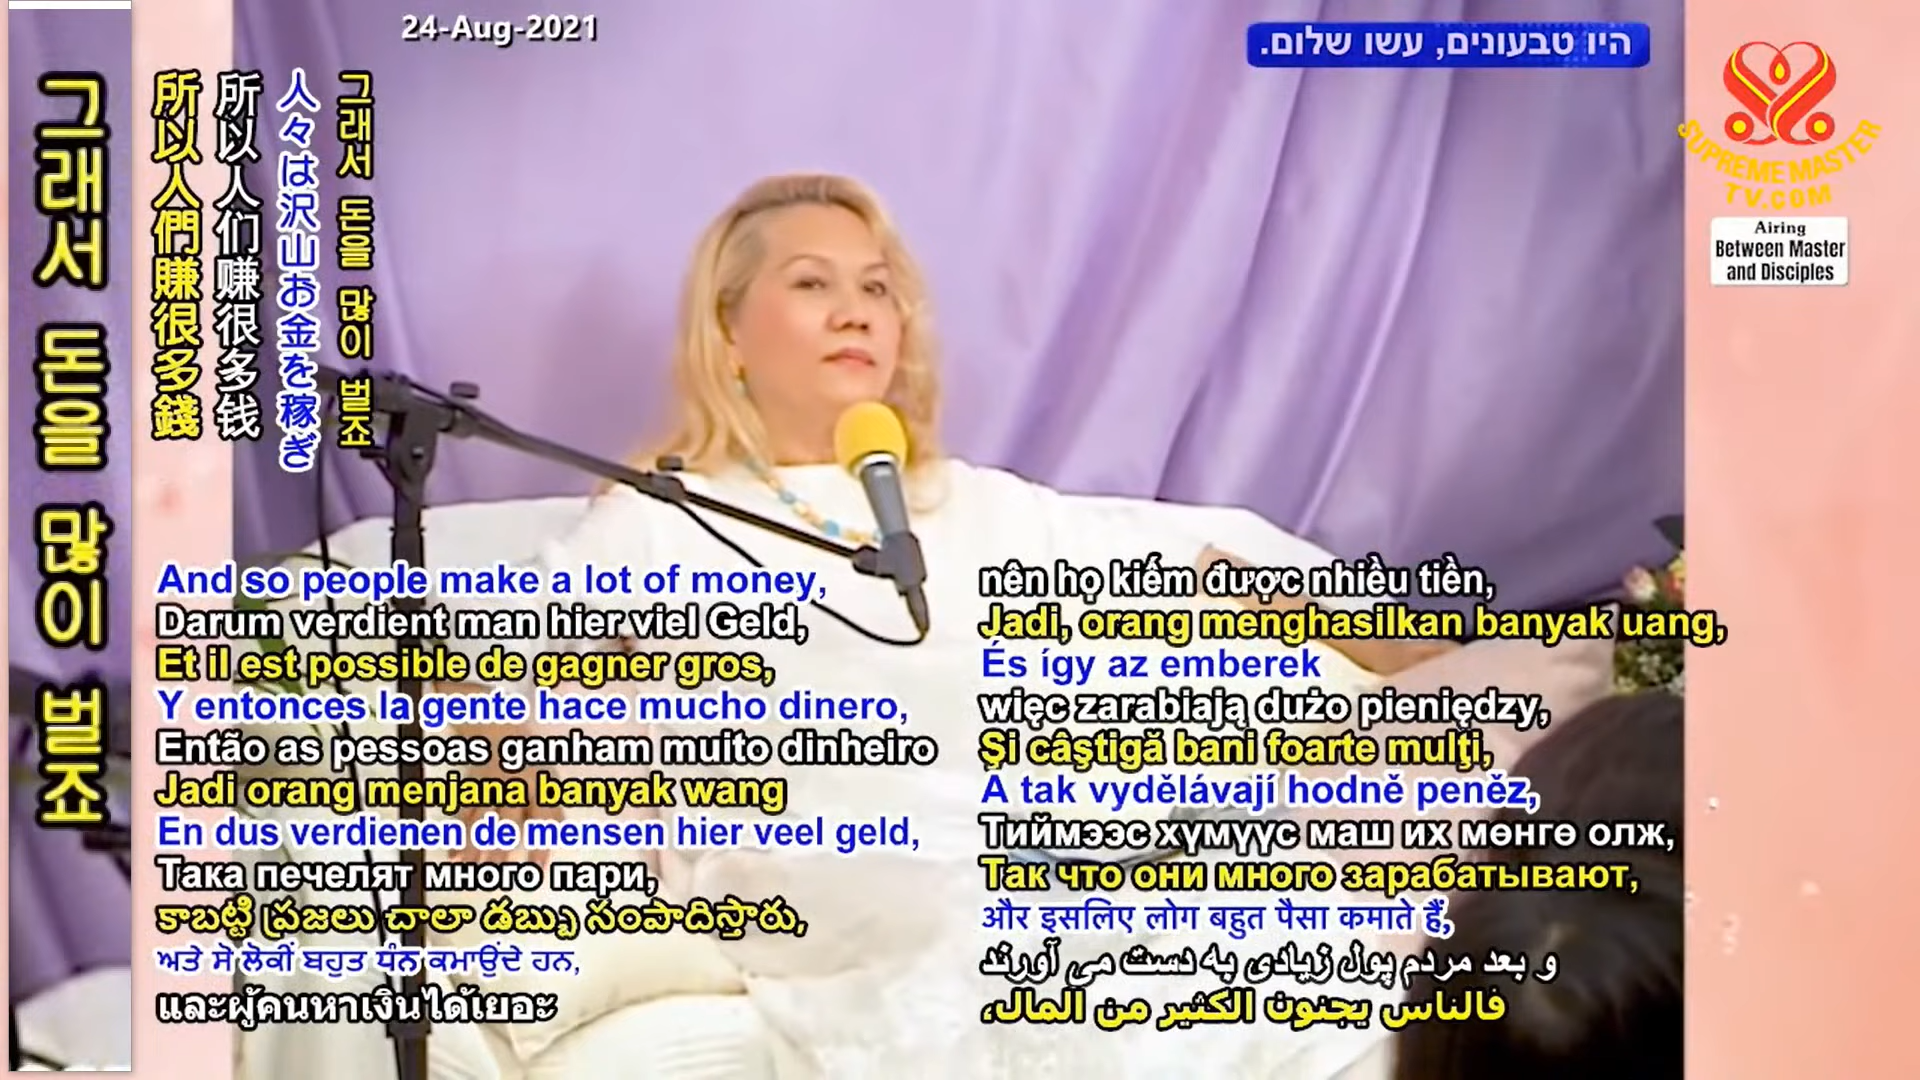 24-Aug-2021
היו טבעונים, עשו שלום.
SUPREME MASTER
TV.COM
Airing
Between Master
and Disciples
그래서 돈을 많이 벌죠
所以人們賺很多錢
所以人们赚很多钱
人々は沢山お金を稼ぎ
그래서 돈을 많이 벌죠
And so people make a lot of money,
Darum verdient man hier viel Geld,
Et il est possible de gagner gros,
Y entonces la gente hace mucho dinero,
Então as pessoas ganham muito dinheiro
Jadi orang menjana banyak wang
En dus verdienen de mensen hier veel geld,
Така печелят много пари,
కాబట్టి ప్రజలు చాలా డబ్బు సంపాదిస్తారు,
ਅਤੇ ਸੋ ਲੋਕੀਂ ਬਹੁਤ ਧੰਨ ਕਮਾਉਂਦੇ ਹਨ,
และผู้คนหาเงินได้เยอะ
nên họ kiếm được nhiều tiền,
Jadi, orang menghasilkan banyak uang,
És így az emberek
więc zarabiają dużo pieniędzy,
Şi câştigă bani foarte mulţi,
A tak vydělávají hodně peněz,
Тиймээс хүмүүс маш их мөнгө олж,
Так что они много зарабатывают,
और इसलिए लोग बहुत पैसा कमाते हैं,
و بعد مردم پول زیادی به دست می آورند
فالناس يجنون الكثير من المال،